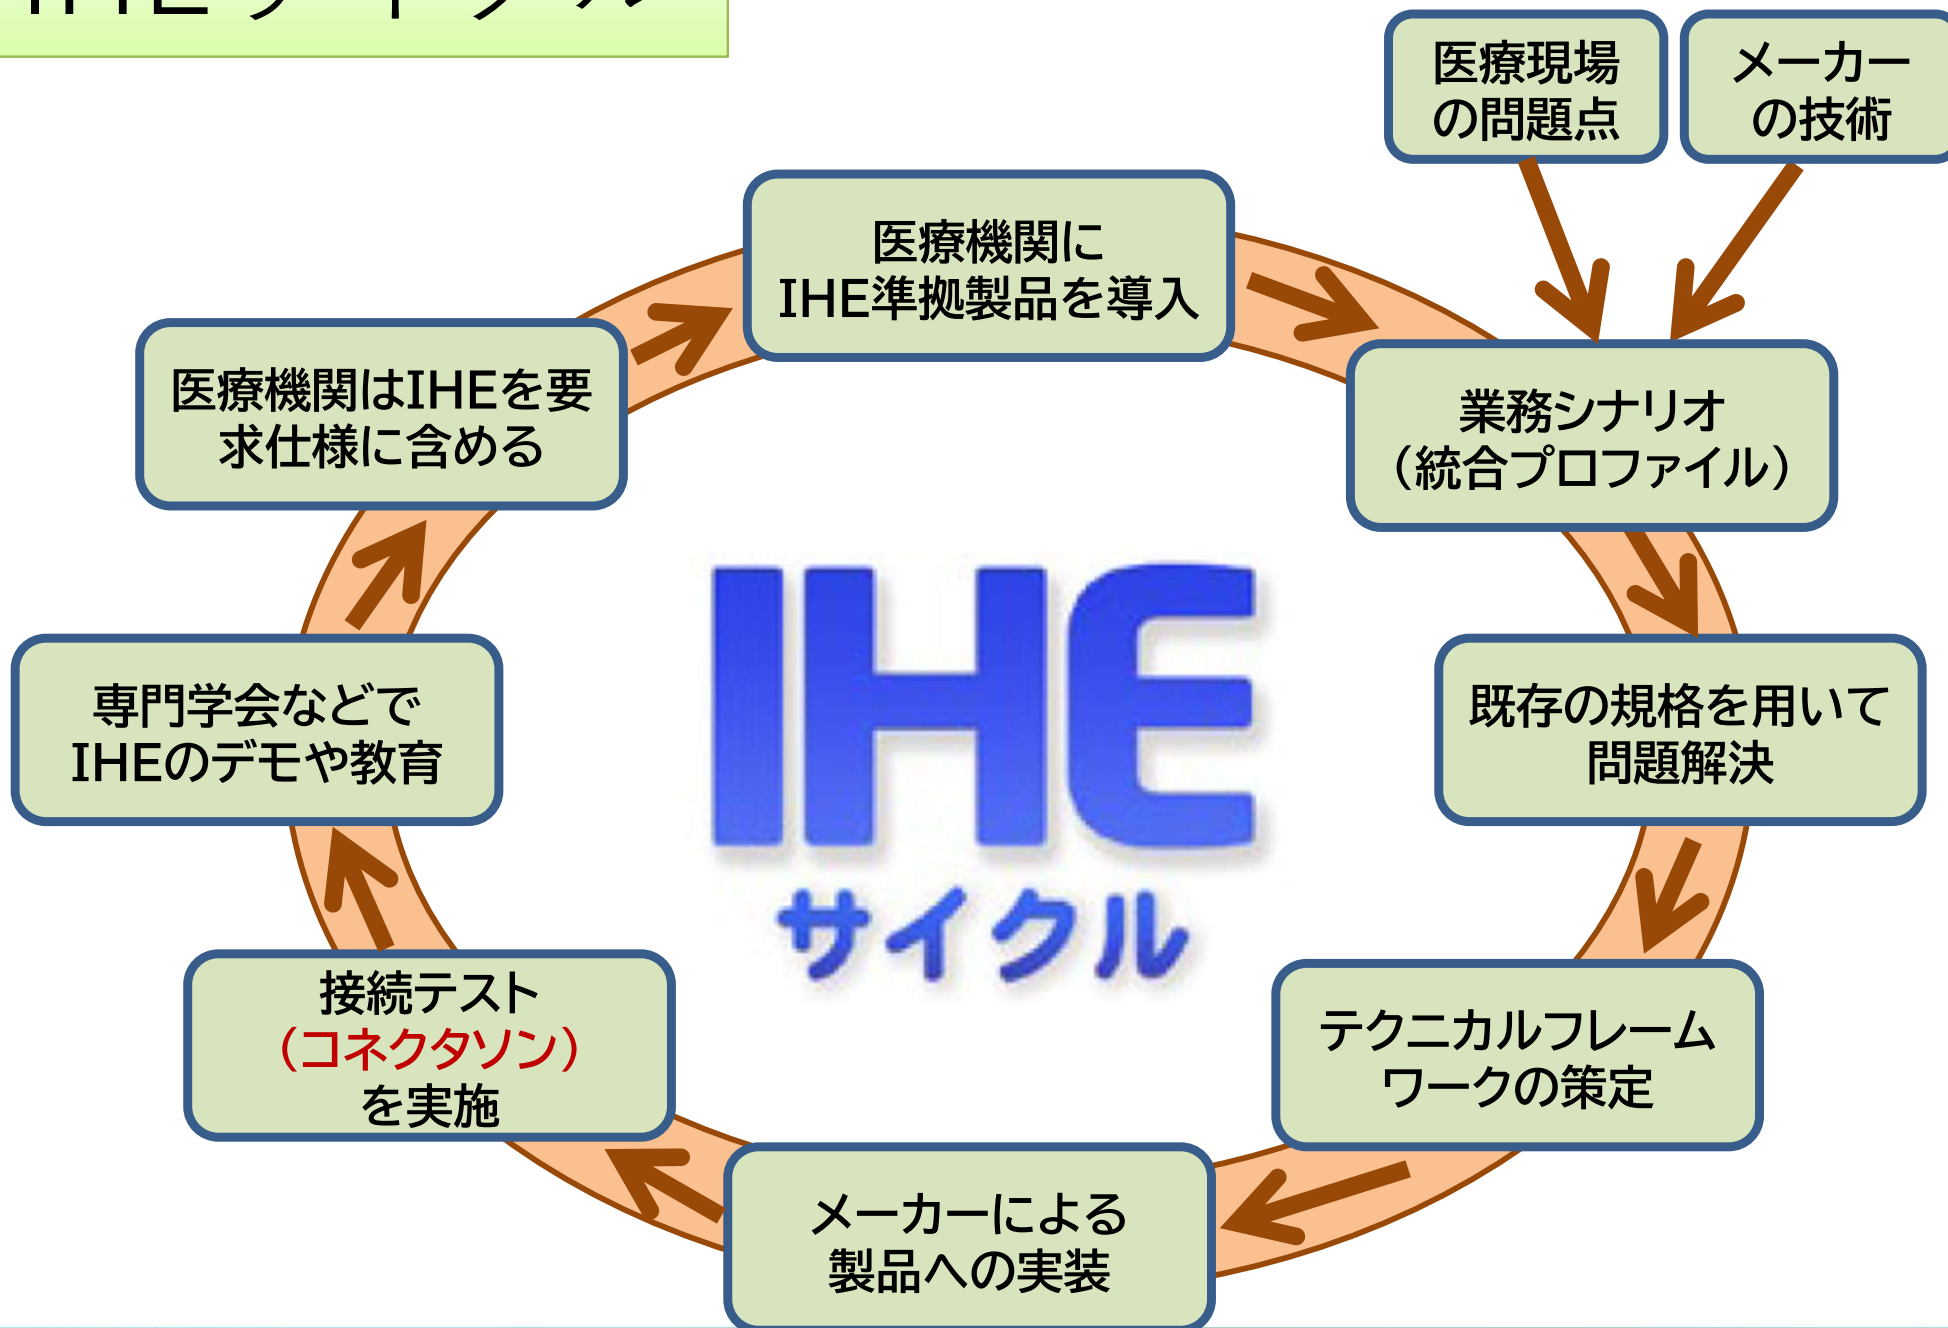 IHEサイクル
医療現場
の問題点
メーカー
の技術
医療機関に
IHE準拠製品を導入
医療機関はIHEを要
求仕様に含める
業務シナリオ
（統合プロファイル）
専門学会などで
IHEのデモや教育
IHE
サイクル
既存の規格を用いて
問題解決
接続テスト
（コネクタソン）
を実施
テクニカルフレーム
ワークの策定
メーカーによる
製品への実装